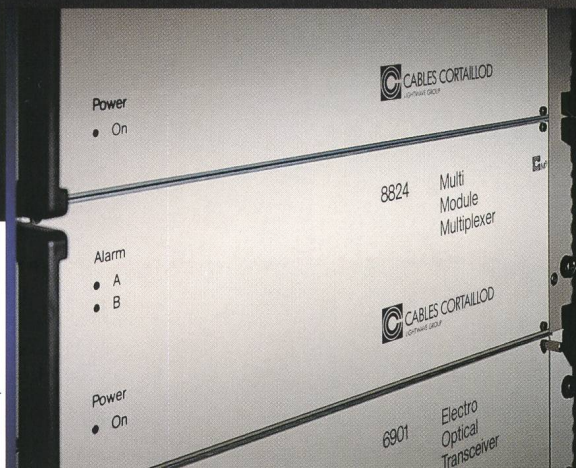 CABLES CORTAILLOD
LIGHTWAVE GROUP
Power
On
8824 Multi
Module
Multiplexer
Alarm
A
B
CABLES CORTAILLOD
LIGHTWAVE GROUP
Power
On
6901 Electro
Optical
Transceiver